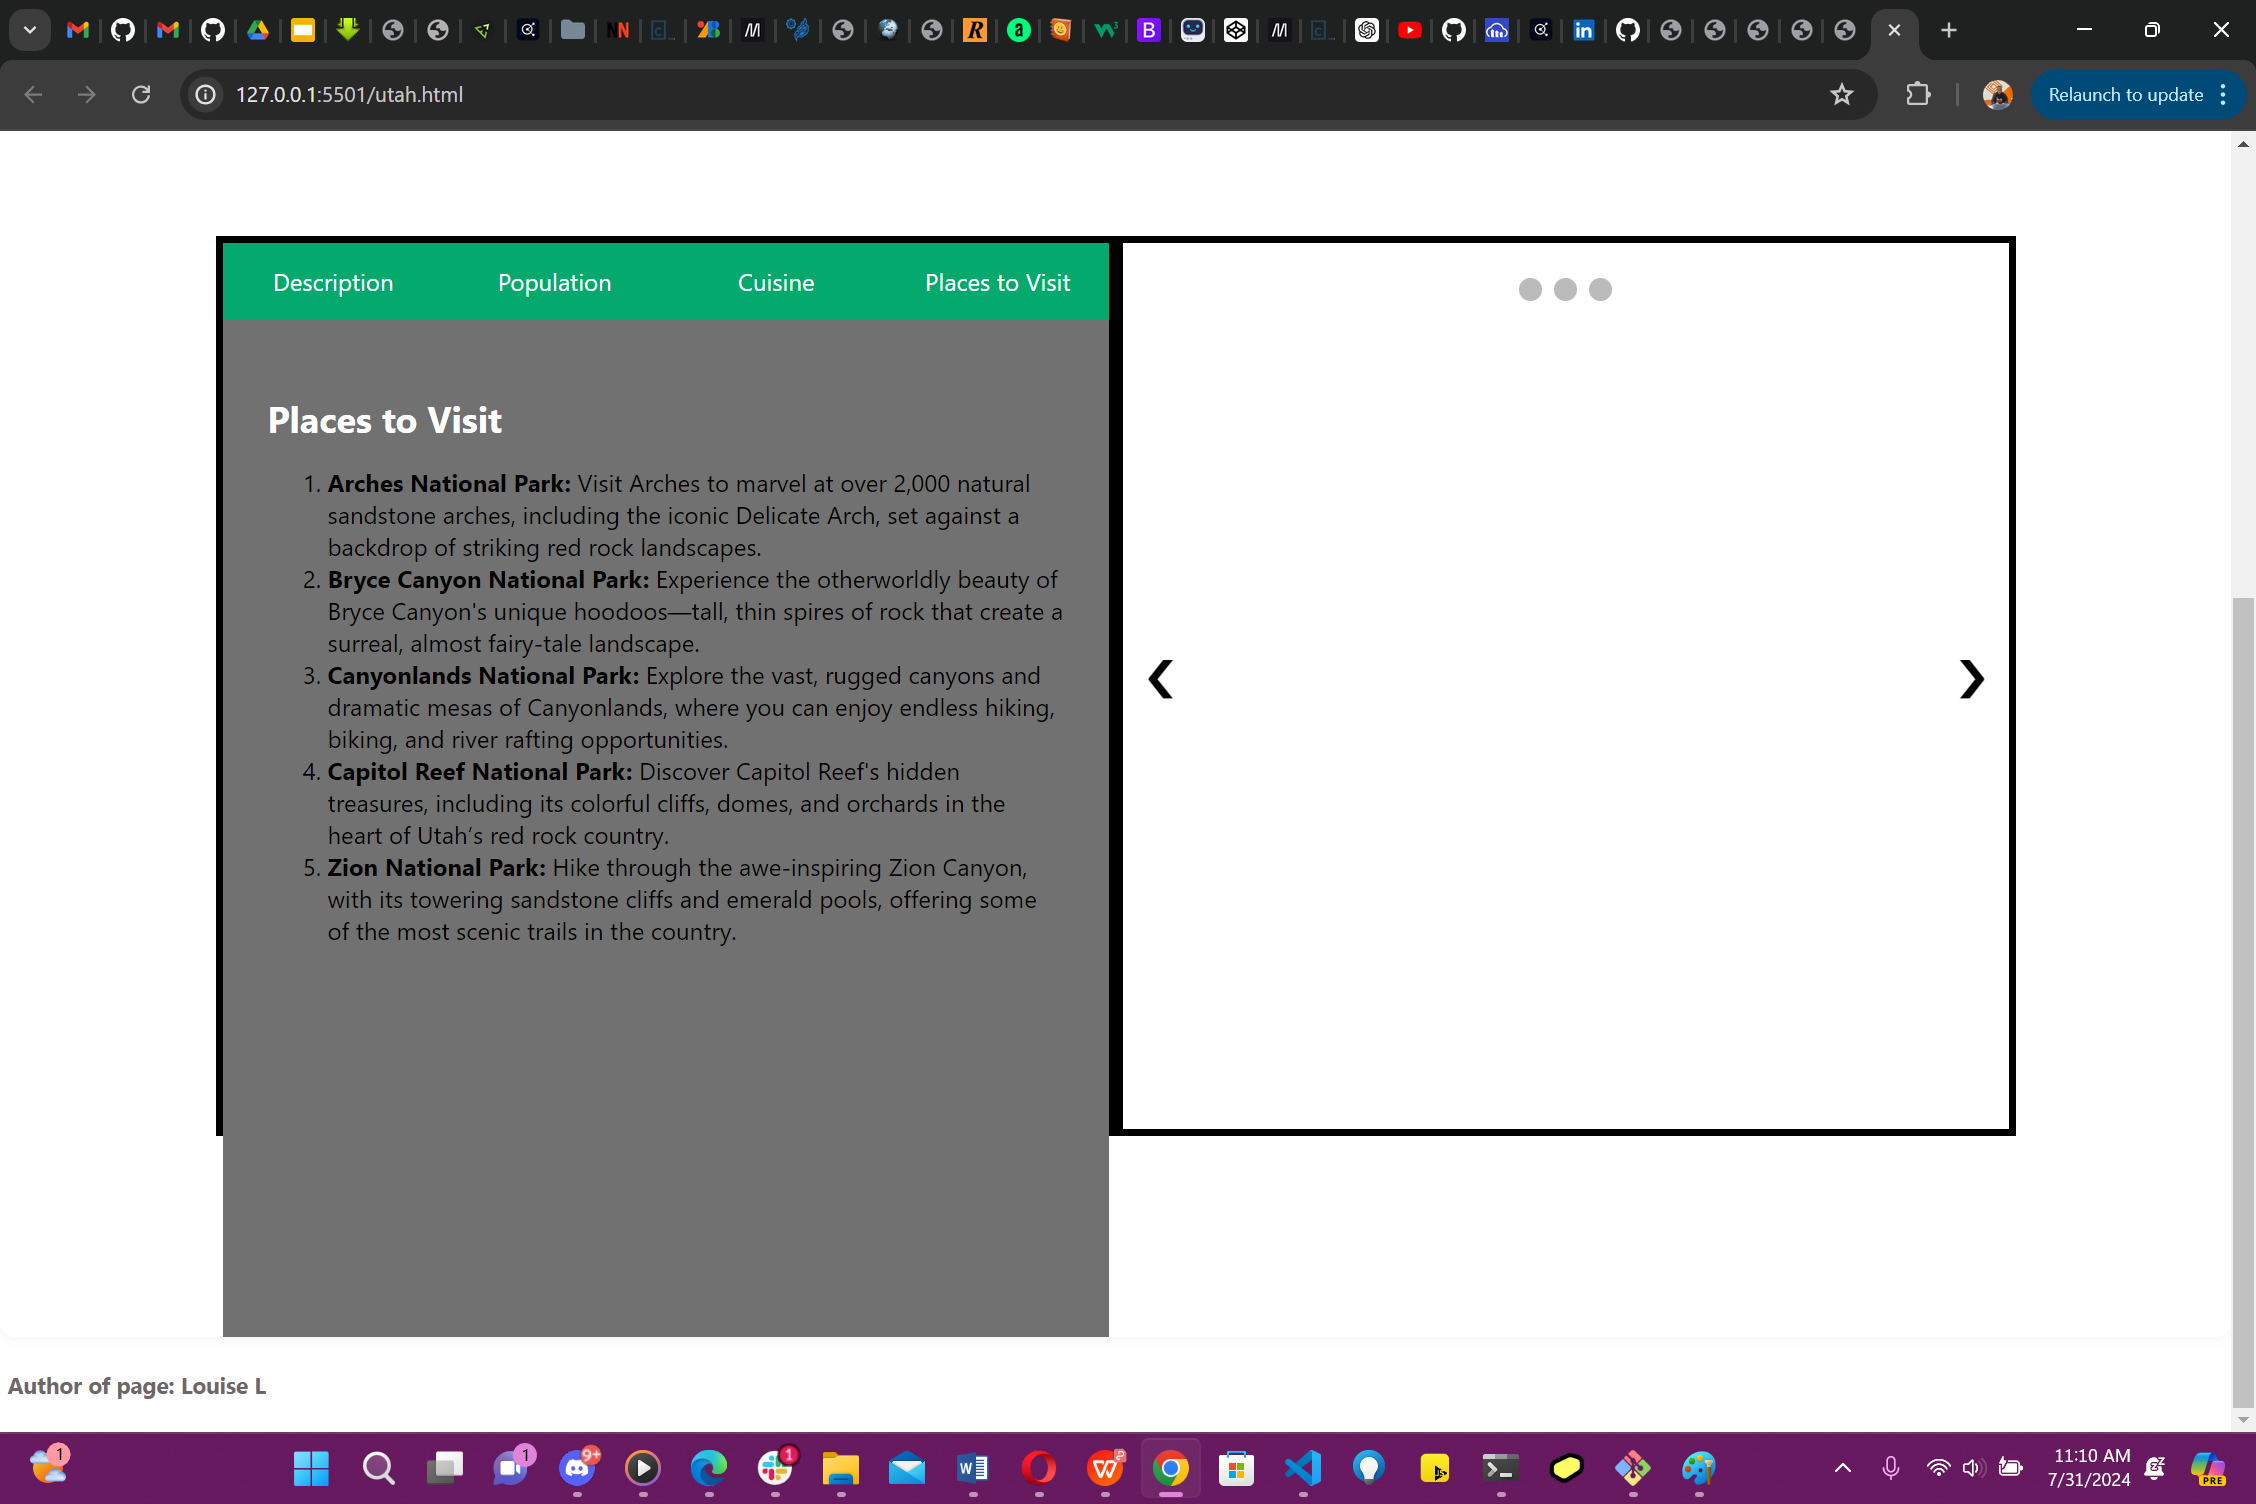 127.0.0.1:5501/utah.html
Relaunch to update
Description Population Cuisine Places to Visit
Places to Visit
1. Arches National Park: Visit Arches to marvel at over 2,000 natural
sandstone arches, including the iconic Delicate Arch, set against a
backdrop of striking red rock landscapes.
2. Bryce Canyon National Park: Experience the otherworldly beauty of
Bryce Canyon's unique hoodoos—tall, thin spires of rock that create a
surreal, almost fairy-tale landscape.
3. Canyonlands National Park: Explore the vast, rugged canyons and
dramatic mesas of Canyonlands, where you can enjoy endless hiking,
biking, and river rafting opportunities.
4. Capitol Reef National Park: Discover Capitol Reef's hidden
treasures, including its colorful cliffs, domes, and orchards in the
heart of Utah’s red rock country.
5. Zion National Park: Hike through the awe-inspiring Zion Canyon,
with its towering sandstone cliffs and emerald pools, offering some
of the most scenic trails in the country.
Author of page: Louise L
1
1
9+
1
11:10 AM
7/31/2024
PRE